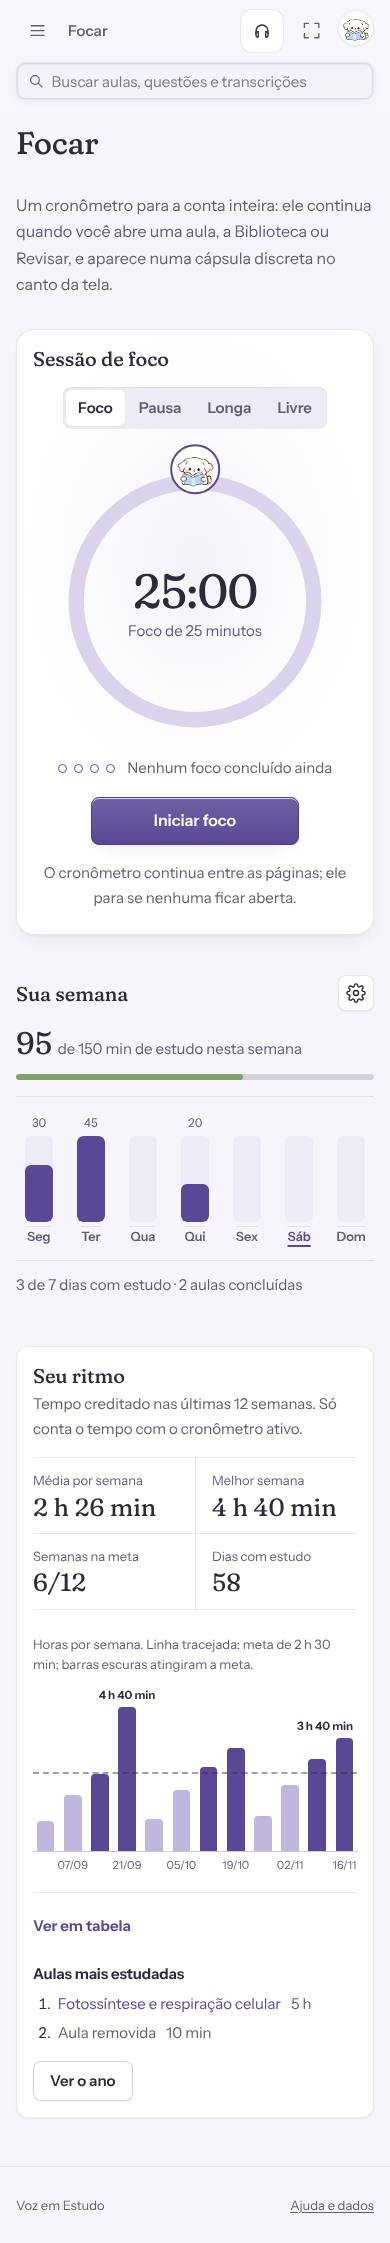 Focar
Buscar aulas, questões e transcrições
Focar
Um cronômetro para a conta inteira: ele continua
quando você abre uma aula, a Biblioteca ou
Revisar, e aparece numa cápsula discreta no
canto da tela.
Sessão de foco
Foco Pausa Longa Livre
25:00
Foco de 25 minutos
Nenhum foco concluído ainda
Iniciar foco
O cronômetro continua entre as páginas; ele
para se nenhuma ficar aberta.
Sua semana
95 de 150 min de estudo nesta semana
30 45 20
Seg Ter Qua Qui Sex Sáb Dom
3 de 7 dias com estudo · 2 aulas concluídas
Seu ritmo
Tempo creditado nas últimas 12 semanas. Só
conta o tempo com o cronômetro ativo.
Média por semana
2 h 26 min
Melhor semana
4 h 40 min
Semanas na meta
6/12
Dias com estudo
58
Horas por semana. Linha tracejada: meta de 2 h 30
min; barras escuras atingiram a meta.
4 h 40 min
3 h 40 min
07/09 21/09 05/10 19/10 02/11 16/11
Ver em tabela
Aulas mais estudadas
1. Fotossíntese e respiração celular 5 h
2. Aula removida 10 min
Ver o ano
Voz em Estudo
Ajuda e dados